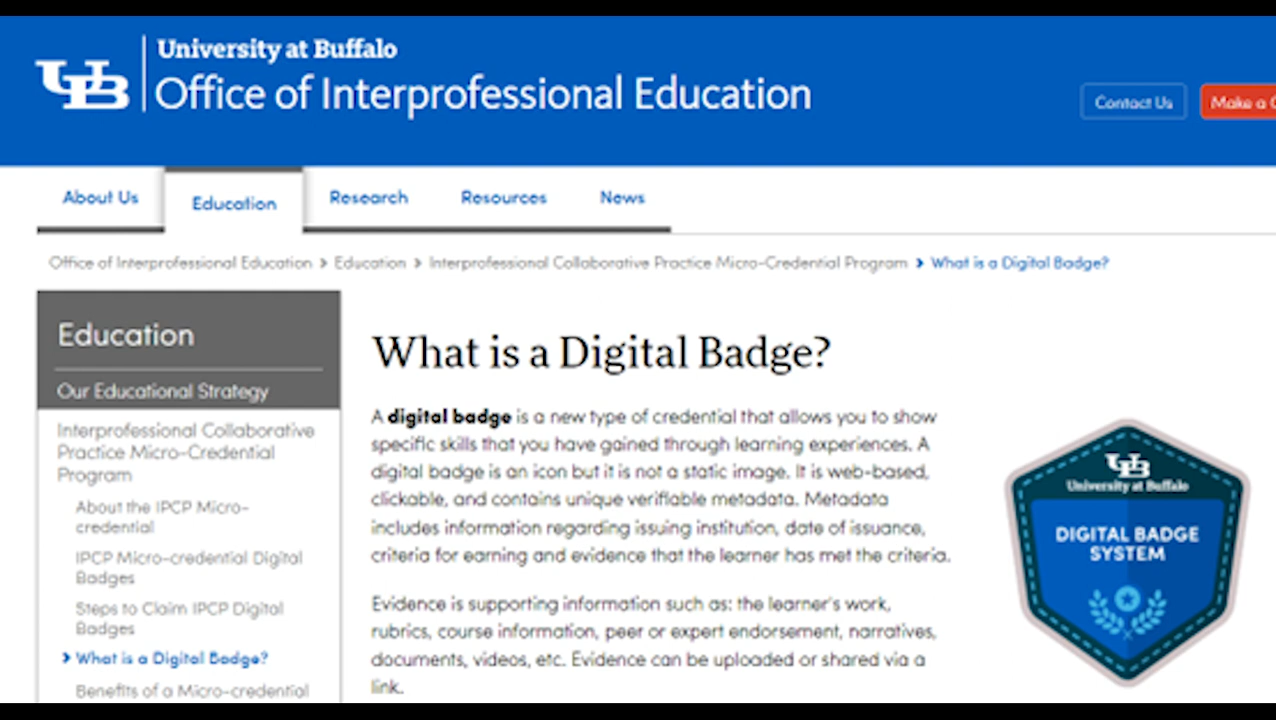 UB
University at Buffalo
Office of Interprofessional Education
Contact Us
Make a
About Us
Education
Research
Resources
News
Office of Interprofessional Education > Education > Interprofessional Collaborative Practice Micro-Credential Program > What is a Digital Badge?
Education
Our Educational Strategy
Interprofessional Collaborative
Practice Micro-Credential
Program
About the IPCP Micro-
credential
IPCP Micro-credential Digital
Badges
Steps to Claim IPCP Digital
Badges
> What is a Digital Badge?
Benefits of a Micro-credential
What is a Digital Badge?
A digital badge is a new type of credential that allows you to show
specific skills that you have gained through learning experiences. A
digital badge is an icon but it is not a static image. It is web-based,
clickable, and contains unique verifiable metadata. Metadata
includes information regarding issuing institution, date of issuance,
criteria for earning and evidence that the learner has met the criteria.
Evidence is supporting information such as: the learner's work,
rubrics, course information, peer or expert endorsement, narratives,
documents, videos, etc. Evidence can be uploaded or shared via a
link.
UB
University at Buffalo
DIGITAL BADGE
SYSTEM